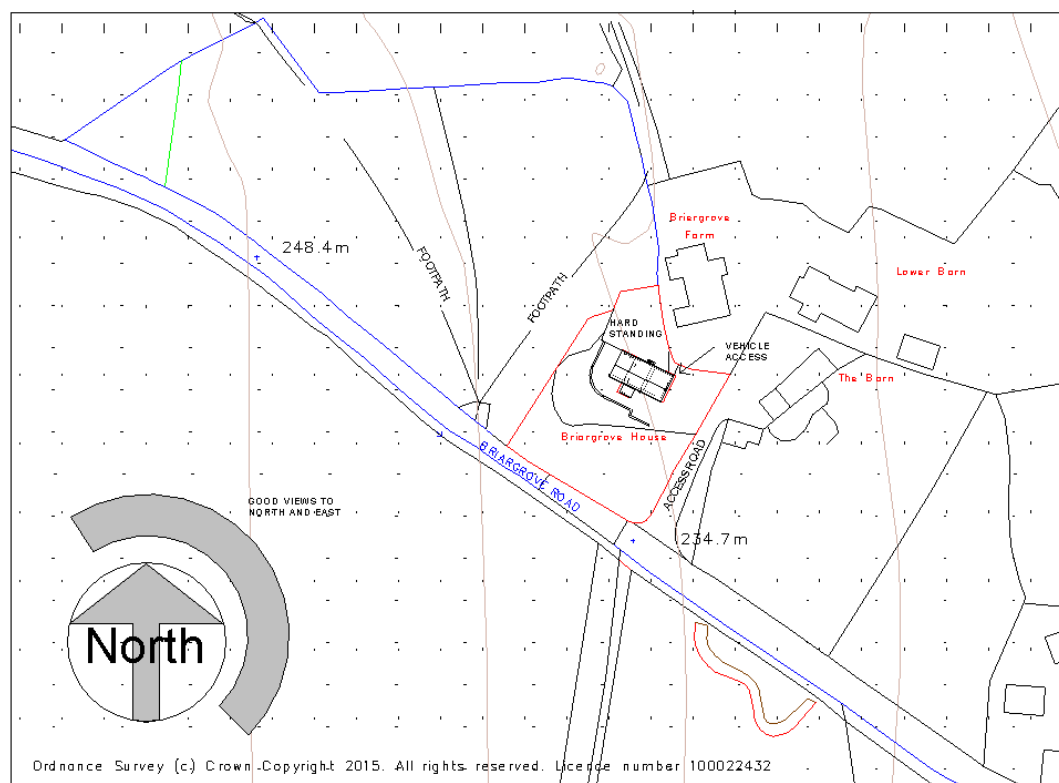 Briargrove
Farm
248.4m
FOOTPATH
FOOTPATH
Lower Barn
HARD
STANDING
VEHICLE
ACCESS
The Barn
Briargrove House
BRIARGROVE ROAD
ACCESS ROAD
GOOD VIEWS TO
NORTH AND EAST
234.7m
North
Ordnance Survey (c) Crown Copyright 2015. All rights reserved. Licence number 100022432